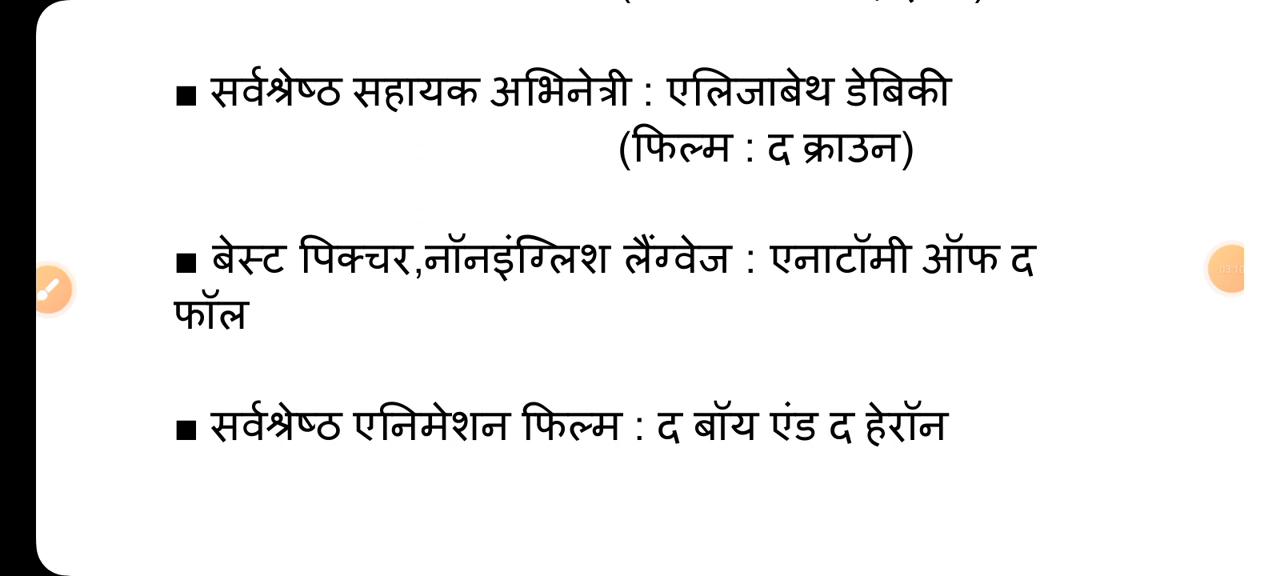 ■ सर्वश्रेष्ठ सहायक अभिनेत्री : एलिजाबेथ डेबिकी
(फिल्म : द क्राउन)
■ बेस्ट पिक्चर,नॉनइंग्लिश लैंग्वेज : एनाटॉमी ऑफ द
फॉल
■ सर्वश्रेष्ठ एनिमेशन फिल्म : द बॉय एंड द हेरॉन